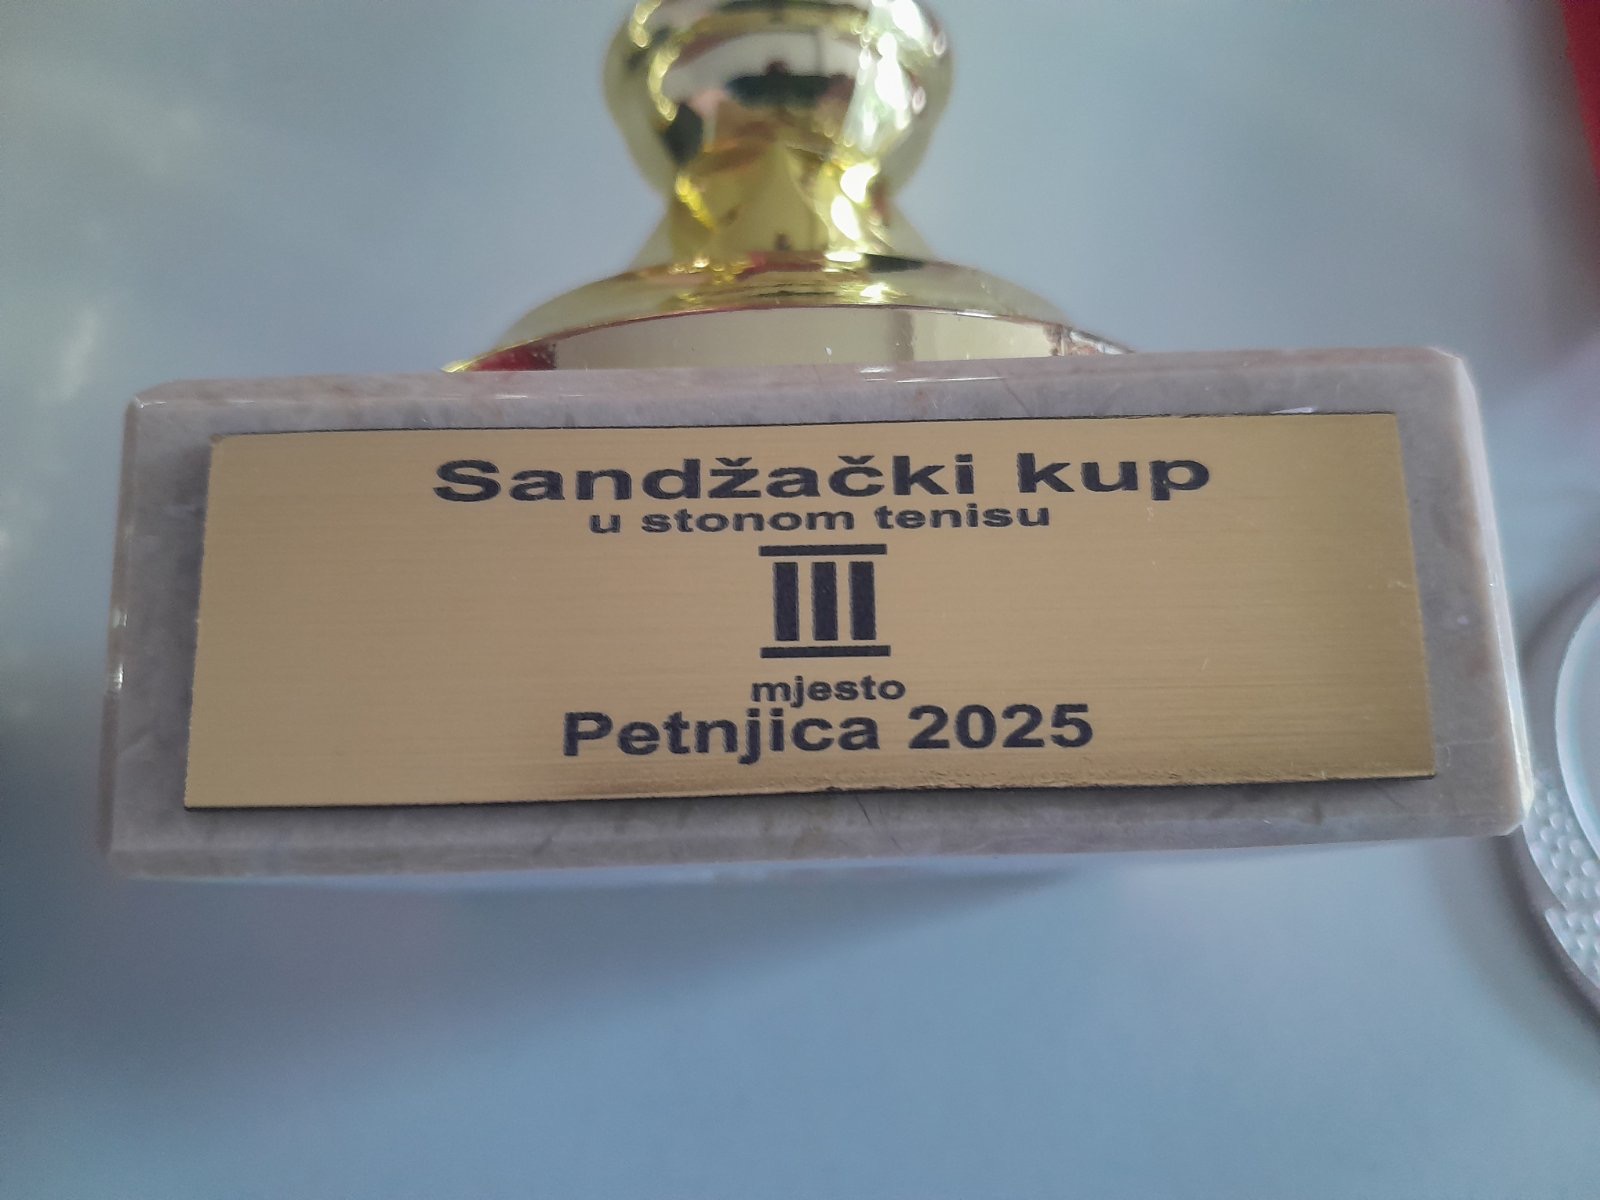 Sandžački kup
u stonom tenisu
III
mjesto
Petnjica 2025